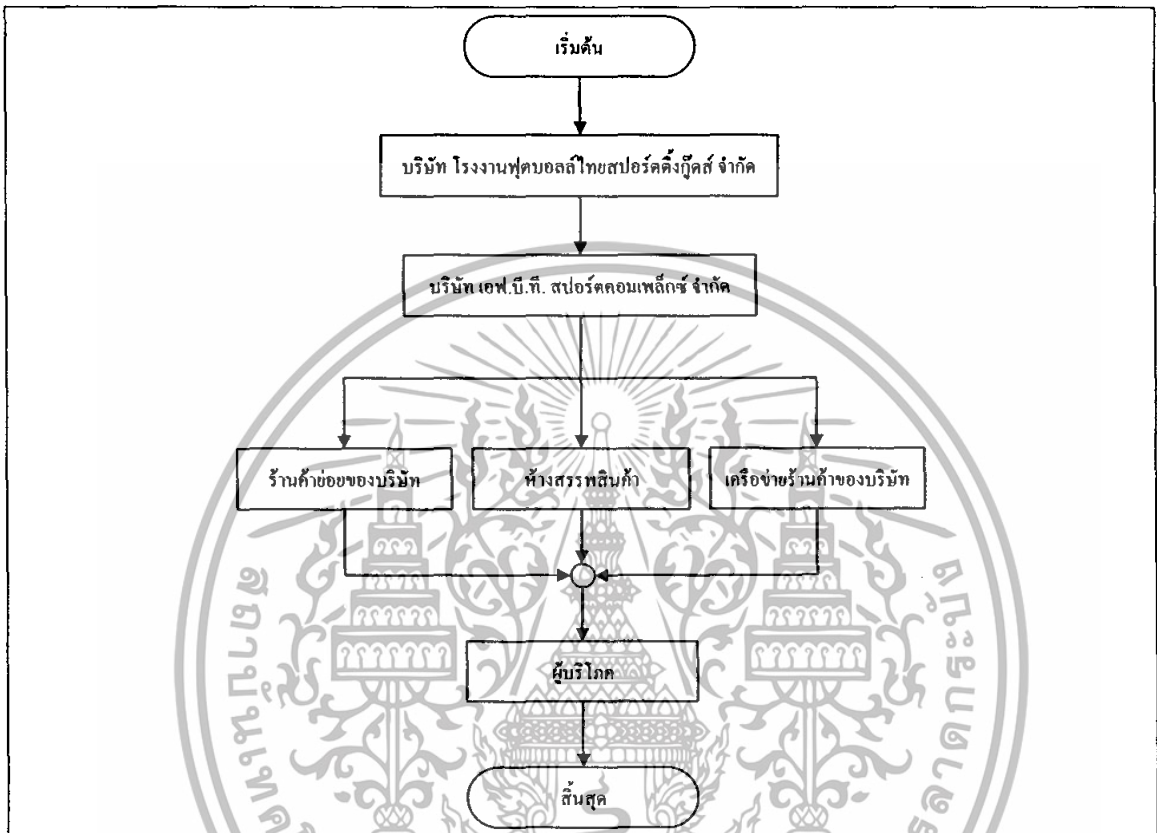 เริ่มต้น
บริษัท โรงงานฟุตบอลล์ไทยสปอร์ตติ้งกู๊ดส์ จำกัด
บริษัท เอฟ.บี.ที. สปอร์ตคอมเพล็กซ์ จำกัด
ร้านค้าย่อยของบริษัท
ห้างสรรพสินค้า
เครือข่ายร้านค้าของบริษัท
ผู้บริโภค
สิ้นสุด